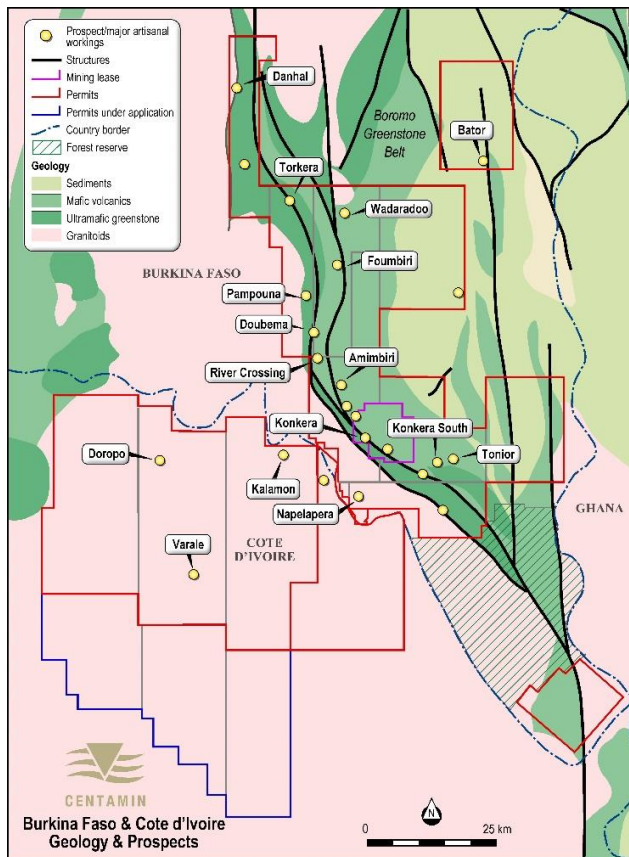 Prospect/major artisanal
workings
Structures
Mining lease
Permits
Permits under application
Country border
Forest reserve
Geology
Sediments
Mafic volcanics
Ultramafic greenstone
Granitoids
Danhal
Boromo
Greenstone
Belt
Bator
Torkera
Wadaradoo
BURKINA FASO
Foumbiri
Pampouna
Doubema
River Crossing
Amimbiri
Konkera
Konkera South
Doropo
Tonior
Kalamon
Napelapera
GHANA
COTE
D'IVOIRE
Varale
CENTAMIN
Burkina Faso & Cote d'Ivoire
Geology & Prospects
N
0
25 km